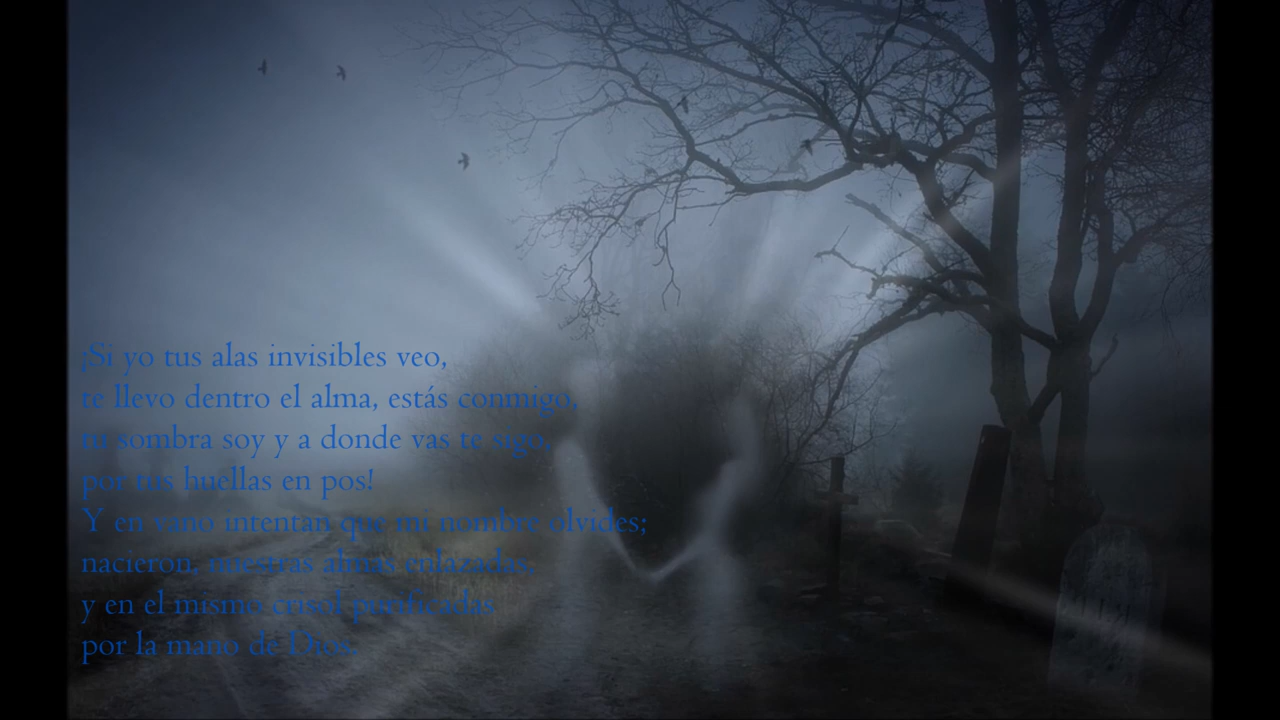 ¡Si yo tus alas invisibles veo,
te llevo dentro el alma, estás conmigo,
tu sombra soy y a donde vas te sigo,
por tus huellas en pos!
Y en vano intentan que mi nombre olvides;
nacieron, nuestras almas enlazadas,
y en el mismo crisol purificadas
por la mano de Dios.